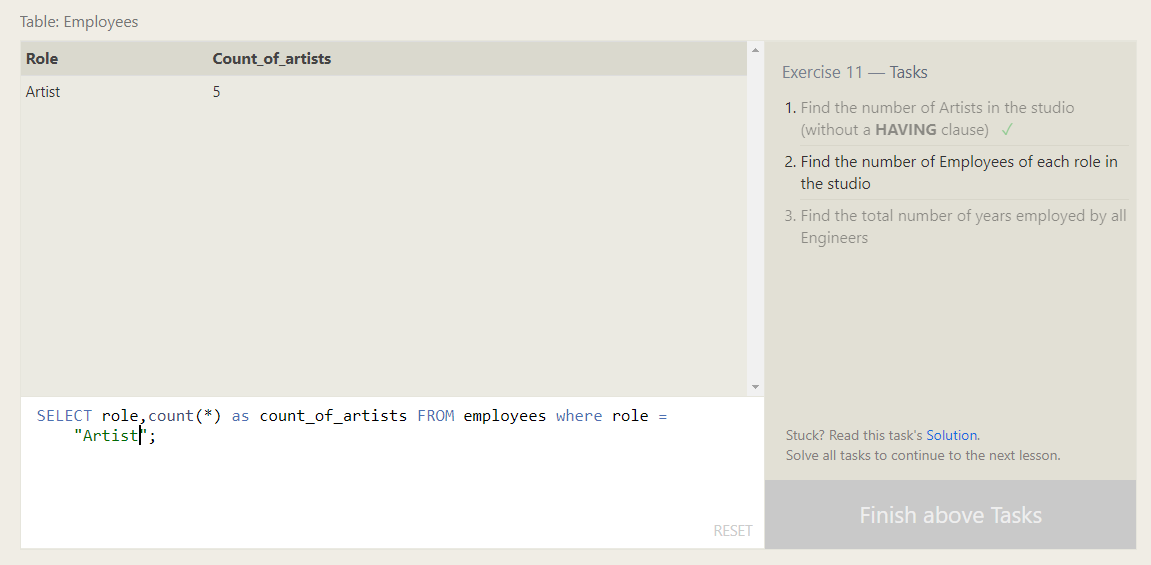 Table: Employees
Role Count_of_artists
Artist 5
SELECT role,count(*) as count_of_artists FROM employees where role =
"Artist";
RESET
Exercise 11 — Tasks
1. Find the number of Artists in the studio
(without a HAVING clause) ✓
2. Find the number of Employees of each role in
the studio
3. Find the total number of years employed by all
Engineers
Stuck? Read this task's Solution.
Solve all tasks to continue to the next lesson.
Finish above Tasks